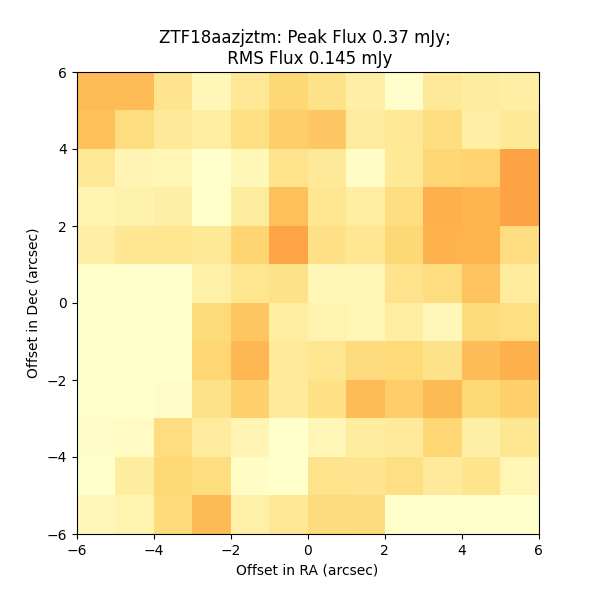 ZTF18aazjztm: Peak Flux 0.37 mJy;
RMS Flux 0.145 mJy
6
4
2
0
−2
−4
−6
Offset in Dec (arcsec)
−6 −4 −2 0 2 4 6
Offset in RA (arcsec)